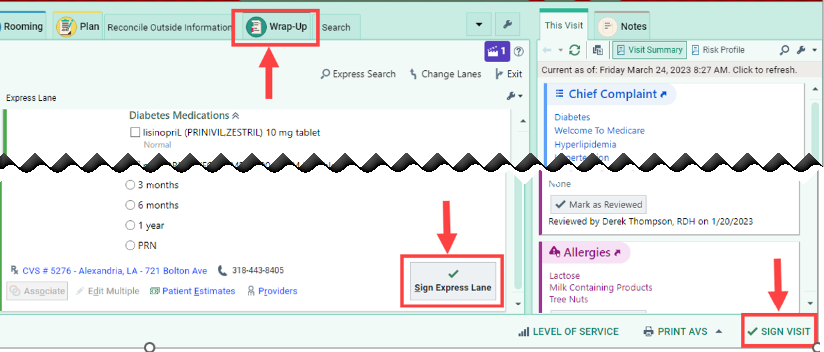 Rooming
Plan
Reconcile Outside Information
Wrap-Up
Search
1
Express Search
Change Lanes
Exit
Express Lane
Diabetes Medications
lisinopriL (PRINIVIL,ZESTRIL) 10 mg tablet
Normal
3 months
6 months
1 year
PRN
CVS # 5276 - Alexandria, LA - 721 Bolton Ave
318-443-8405
Associate
Edit Multiple
Patient Estimates
Providers
Sign Express Lane
This Visit
Notes
Visit Summary
Risk Profile
Current as of: Friday March 24, 2023 8:27 AM. Click to refresh.
Chief Complaint
Diabetes
Welcome To Medicare
Hyperlipidemia
Hypertension
None
Mark as Reviewed
Reviewed by Derek Thompson, RDH on 1/20/2023
Allergies
Lactose
Milk Containing Products
Tree Nuts
LEVEL OF SERVICE
PRINT AVS
SIGN VISIT